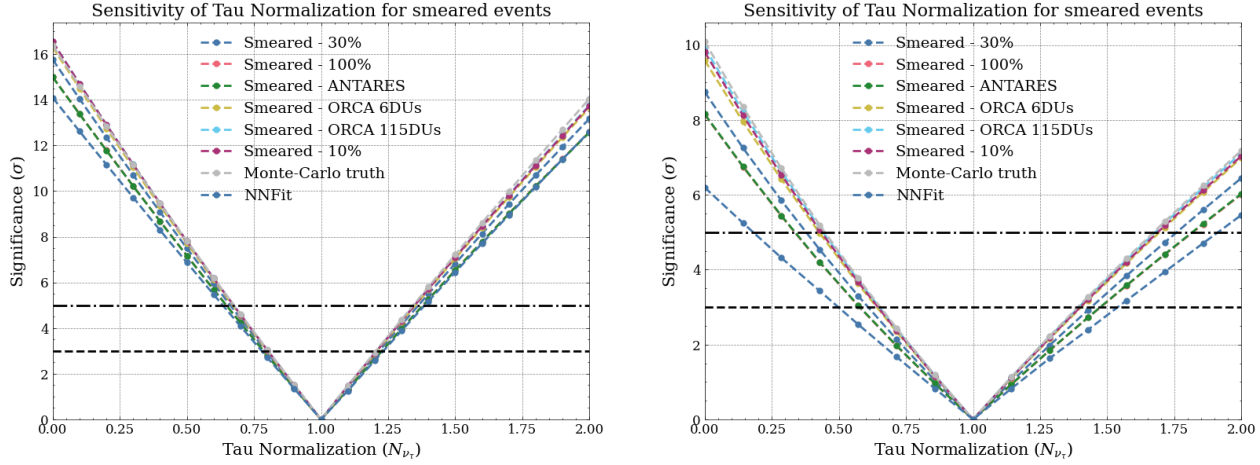 Sensitivity of Tau Normalization for smeared events
Significance (σ)
16
14
12
10
8
6
4
2
0
Smeared - 30%
Smeared - 100%
Smeared - ANTARES
Smeared - ORCA 6DUs
Smeared - ORCA 115DUs
Smeared - 10%
Monte-Carlo truth
NNFit
0.00 0.25 0.50 0.75 1.00 1.25 1.50 1.75 2.00
Tau Normalization (N_ντ)
Sensitivity of Tau Normalization for smeared events
Significance (σ)
10
8
6
4
2
0
Smeared - 30%
Smeared - 100%
Smeared - ANTARES
Smeared - ORCA 6DUs
Smeared - ORCA 115DUs
Smeared - 10%
Monte-Carlo truth
NNFit
0.00 0.25 0.50 0.75 1.00 1.25 1.50 1.75 2.00
Tau Normalization (N_ντ)